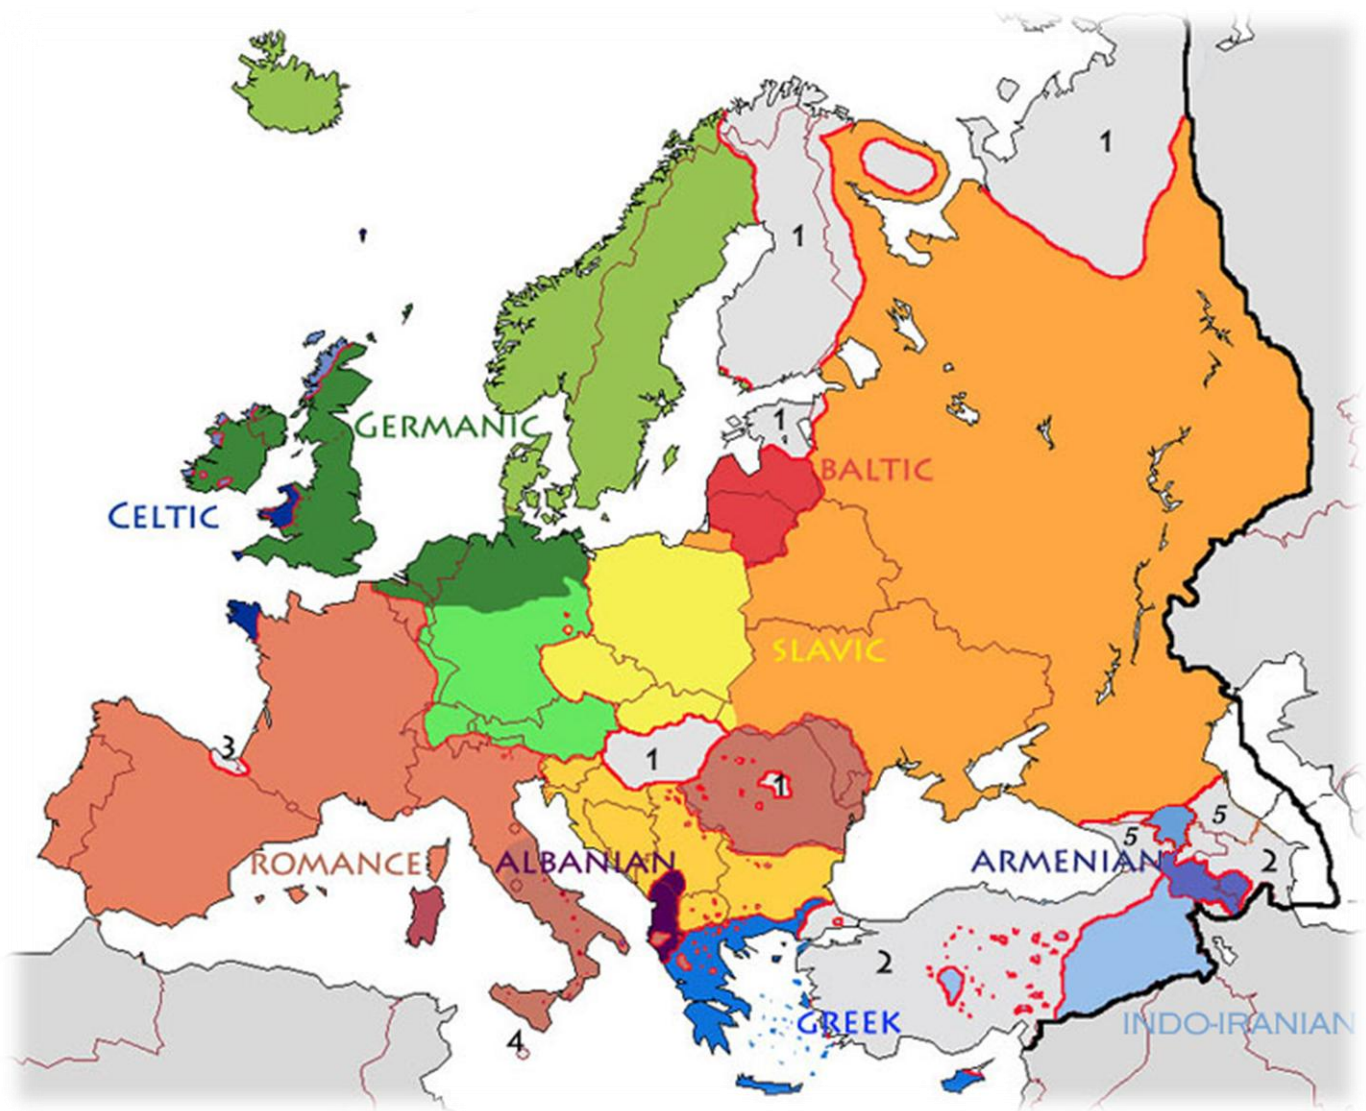 1
1
GERMANIC
1
BALTIC
CELTIC
SLAVIC
3
1
1
5
5
ROMANCE
ALBANIAN
ARMENIAN
2
2
4
GREEK
INDO-IRANIAN